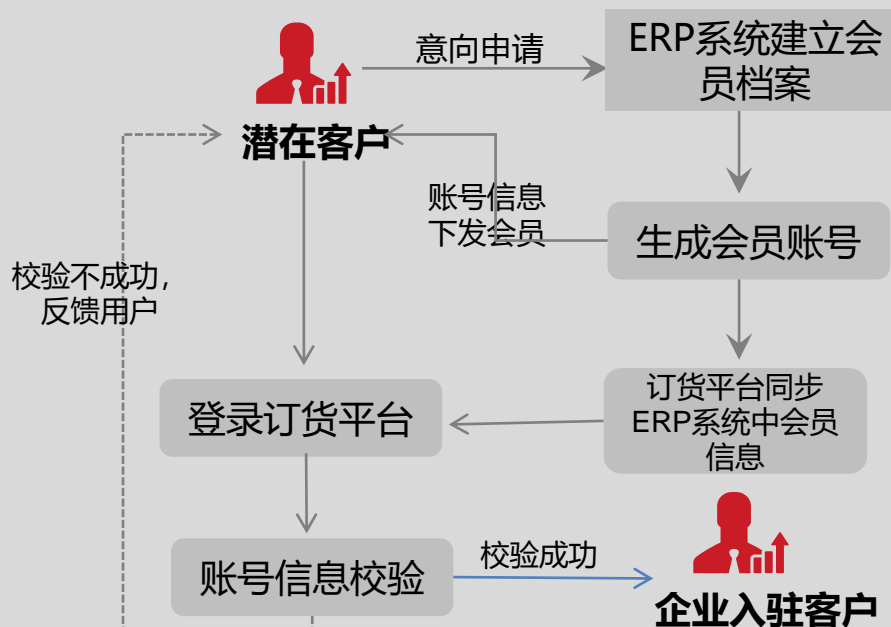 意向申请
ERP系统建立会
员档案
潜在客户
账号信息
下发会员
生成会员账号
校验不成功，
反馈用户
登录订货平台
订货平台同步
ERP系统中会员
信息
账号信息校验
校验成功
企业入驻客户